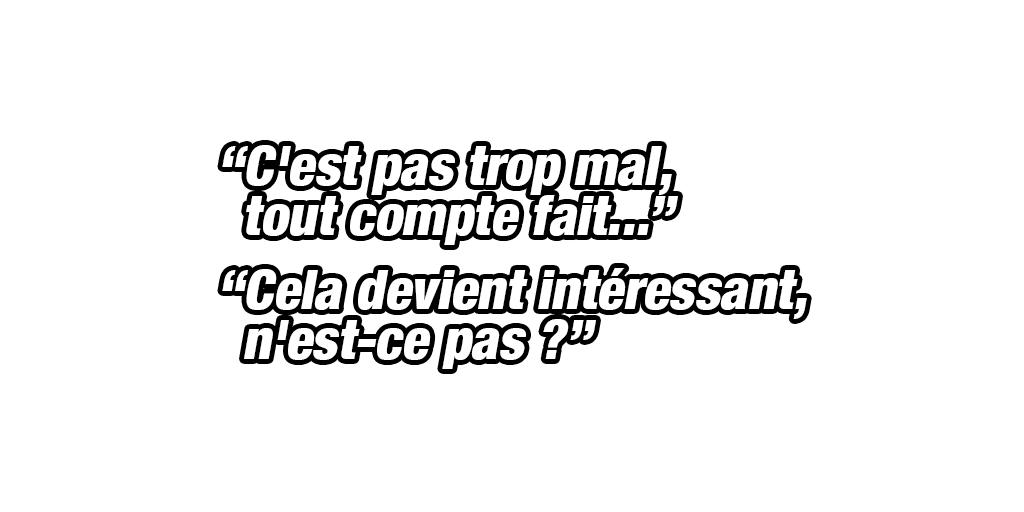 “C'est pas trop mal,
tout compte fait...”
“Cela devient intéressant,
n'est-ce pas ?”